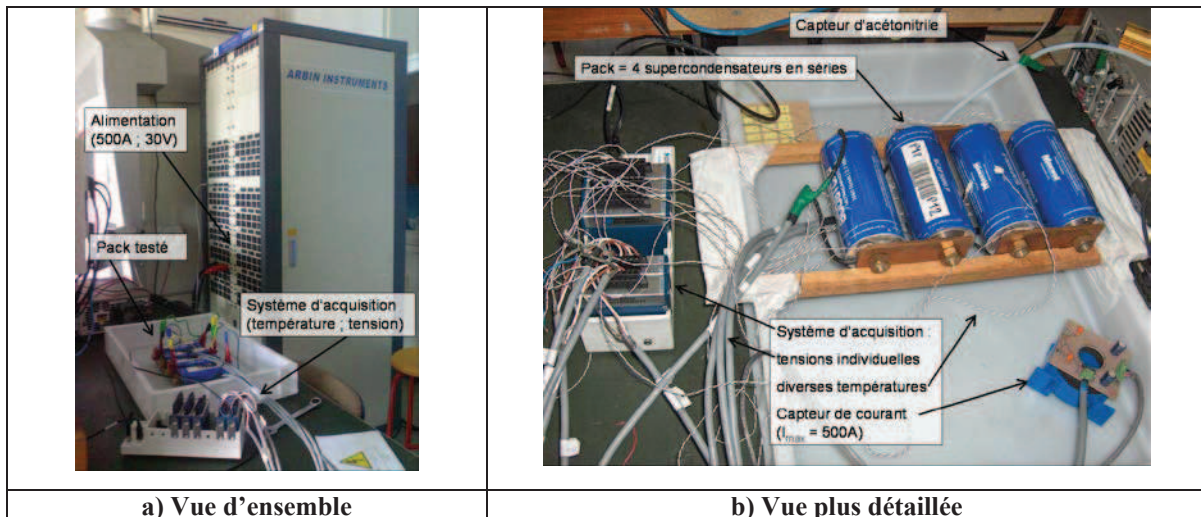 ARBIN INSTRUMENTS
Alimentation
(500A ; 30V)
Pack testé
Système d'acquisition
(température ; tension)
a) Vue d'ensemble
Capteur d'acétonitrile
Pack = 4 supercondensateurs en séries
Système d'acquisition :
tensions individuelles
diverses températures
Capteur de courant
(Imax = 500A)
b) Vue plus détaillée